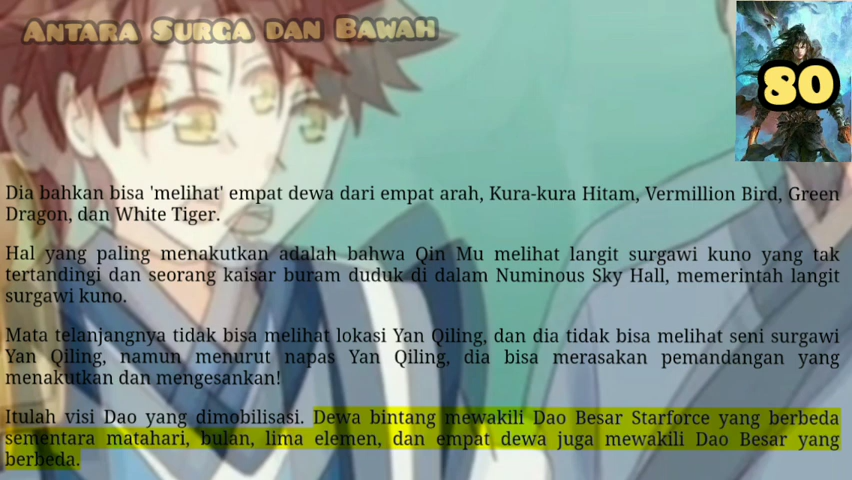 Antara Surga dan Bawah
80
Dia bahkan bisa 'melihat' empat dewa dari empat arah, Kura-kura Hitam, Vermillion Bird, Green
Dragon, dan White Tiger.
Hal yang paling menakutkan adalah bahwa Qin Mu melihat langit surgawi kuno yang tak
tertandingi dan seorang kaisar buram duduk di dalam Numinous Sky Hall, memerintah langit
surgawi kuno.
Mata telanjangnya tidak bisa melihat lokasi Yan Qiling, dan dia tidak bisa melihat seni surgawi
Yan Qiling, namun menurut napas Yan Qiling, dia bisa merasakan pemandangan yang
menakutkan dan mengesankan!
Itulah visi Dao yang dimobilisasi. Dewa bintang mewakili Dao Besar Starforce yang berbeda
sementara matahari, bulan, lima elemen, dan empat dewa juga mewakili Dao Besar yang
berbeda.